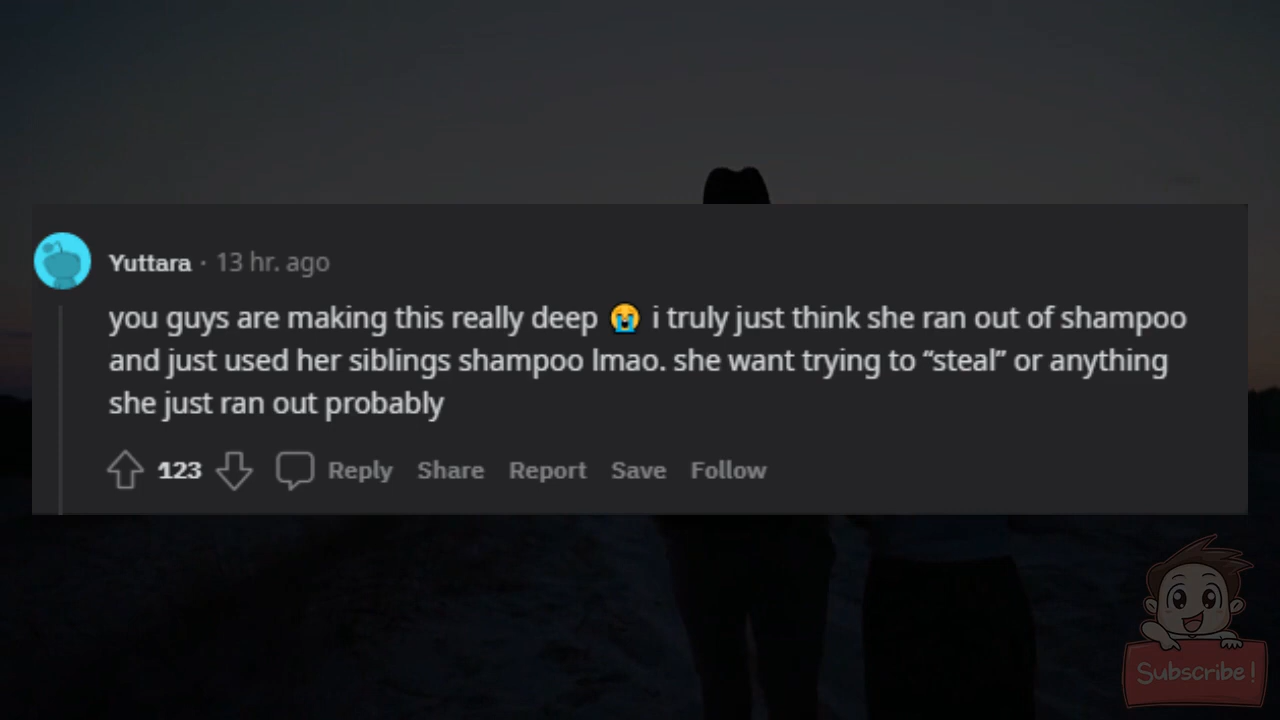 Yuttara · 13 hr. ago
you guys are making this really deep 😭 i truly just think she ran out of shampoo
and just used her siblings shampoo lmao. she want trying to “steal” or anything
she just ran out probably
123 Reply Share Report Save Follow
Subscribe!